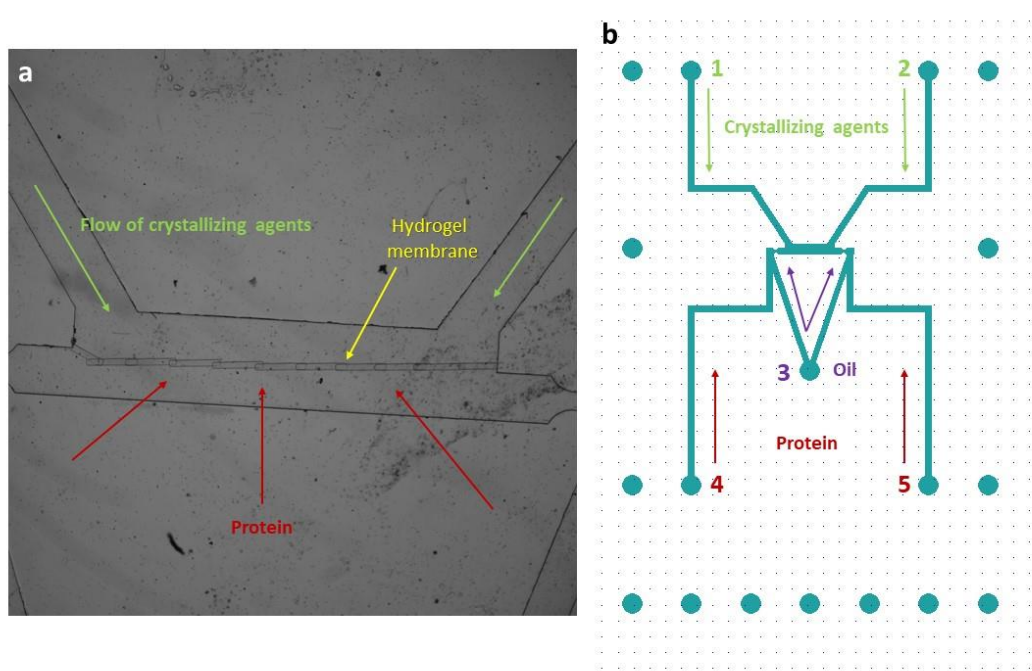 a
Flow of crystallizing agents
Hydrogel
membrane
Protein
b
1
2
Crystallizing agents
3
Oil
Protein
4
5